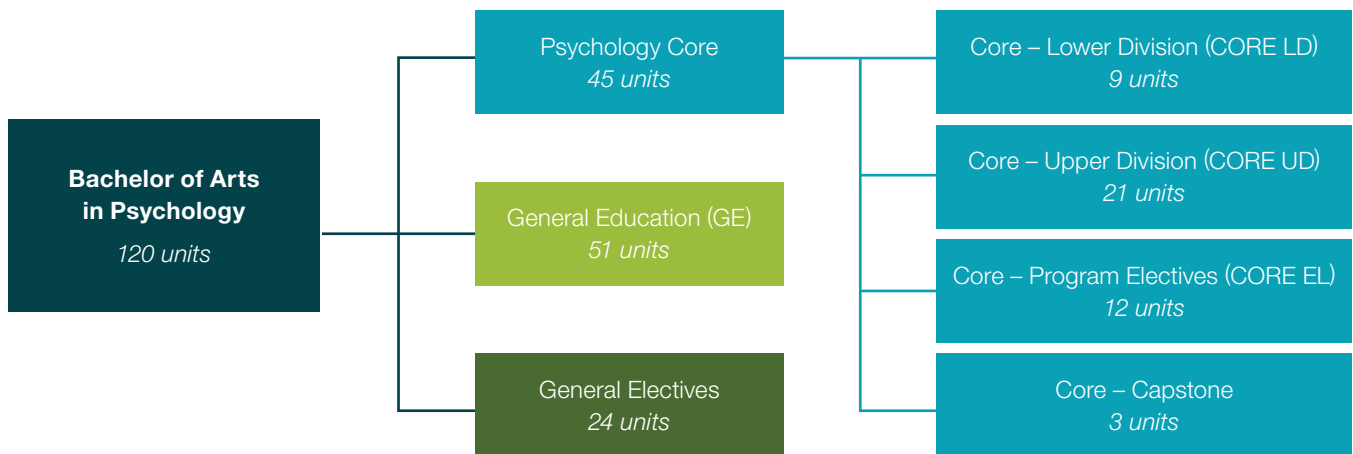 Bachelor of Arts
in Psychology
120 units
Psychology Core
45 units
General Education (GE)
51 units
General Electives
24 units
Core – Lower Division (CORE LD)
9 units
Core – Upper Division (CORE UD)
21 units
Core – Program Electives (CORE EL)
12 units
Core – Capstone
3 units